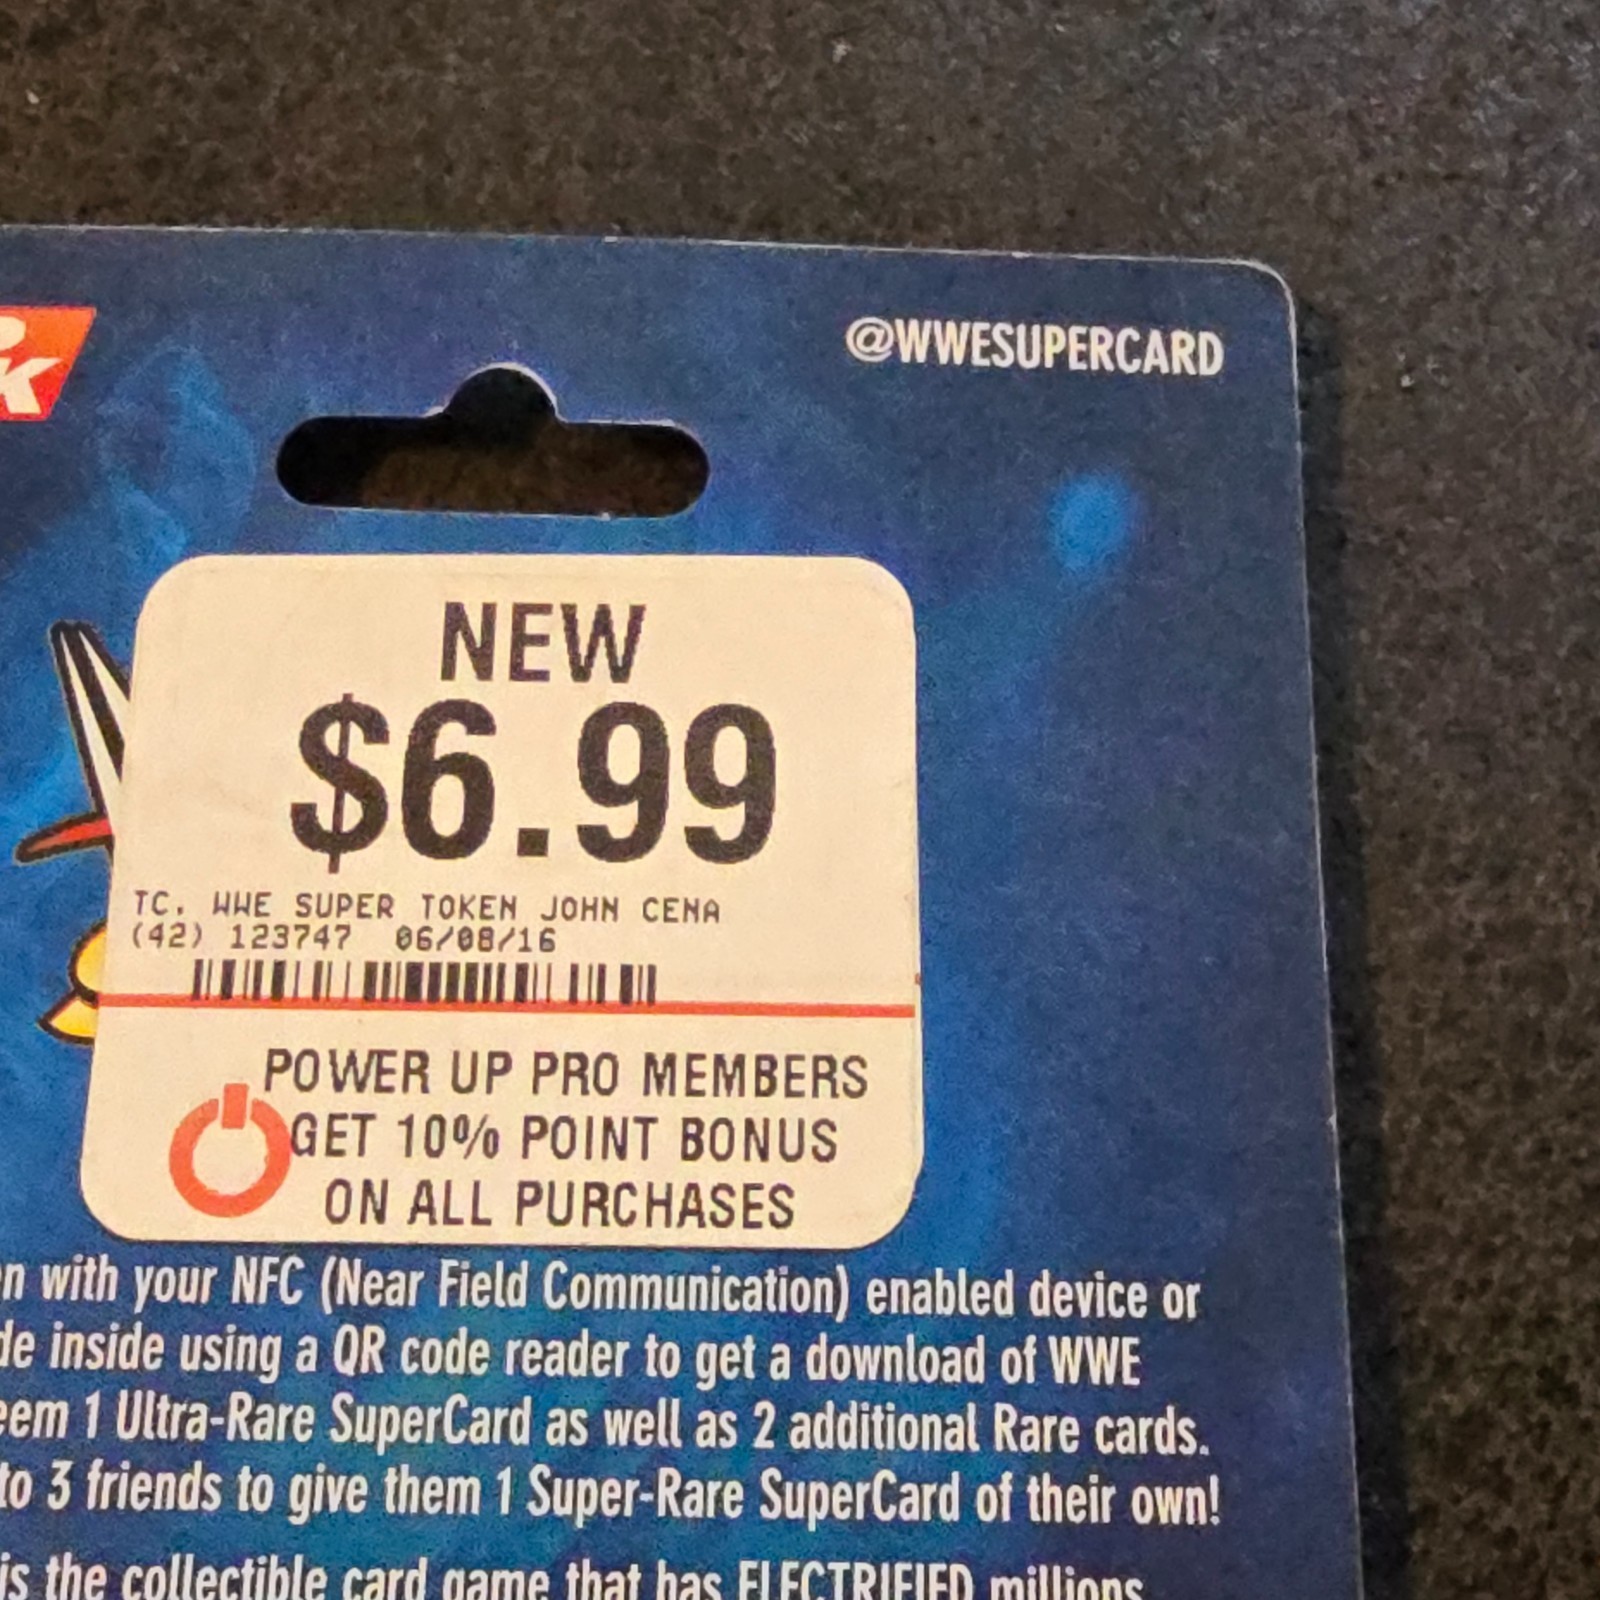 @WWESUPERCARD
NEW
$6.99
TC. WWE SUPER TOKEN JOHN CENA
(42) 123747 06/08/16
POWER UP PRO MEMBERS
GET 10% POINT BONUS
ON ALL PURCHASES
with your NFC (Near Field Communication) enabled device or
inside using a QR code reader to get a download of WWE
1 Ultra-Rare SuperCard as well as 2 additional Rare cards.
to 3 friends to give them 1 Super-Rare SuperCard of their own!
is the collectible card game that has ELECTRIFIED millions